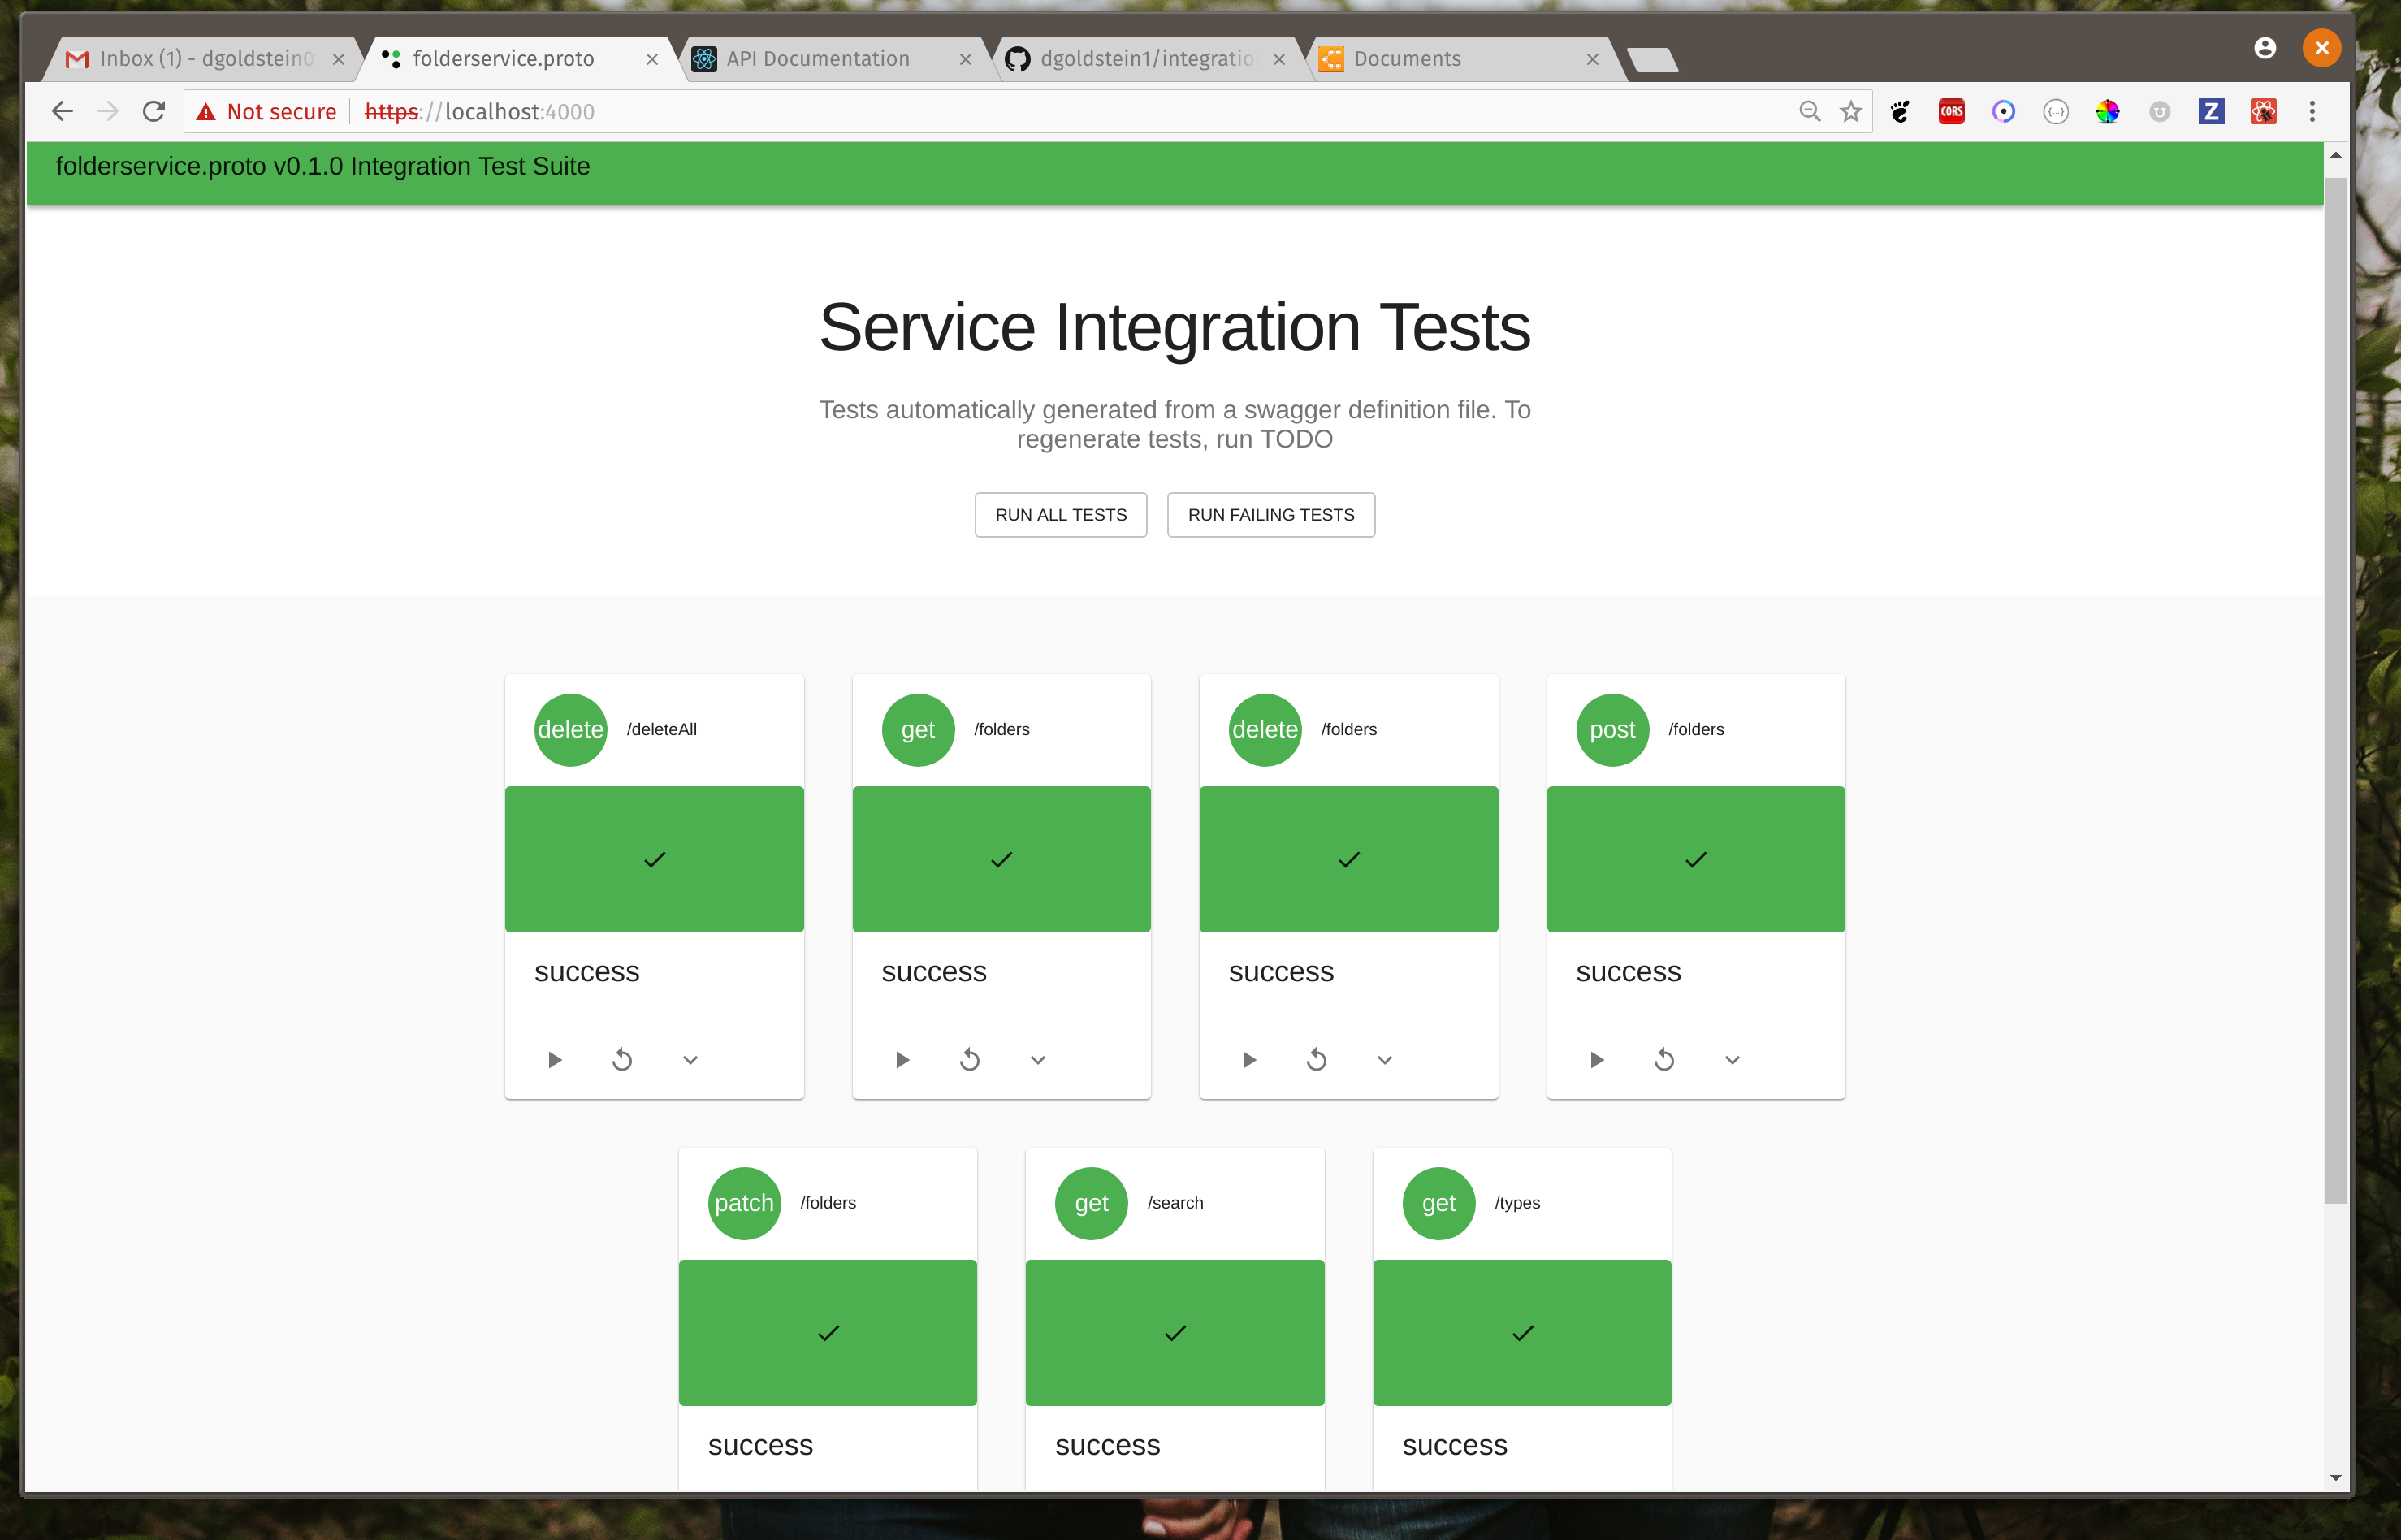 Inbox (1) - dgoldstein0
folderservice.proto
API Documentation
dgoldstein1/integratio
Documents
Not secure
https://localhost:4000
CORS
{...}
U
Z
folderservice.proto v0.1.0 Integration Test Suite
Service Integration Tests
Tests automatically generated from a swagger definition file. To
regenerate tests, run TODO
RUN ALL TESTS
RUN FAILING TESTS
delete
/deleteAll
get
/folders
delete
/folders
post
/folders
success
success
success
success
patch
/folders
get
/search
get
/types
success
success
success